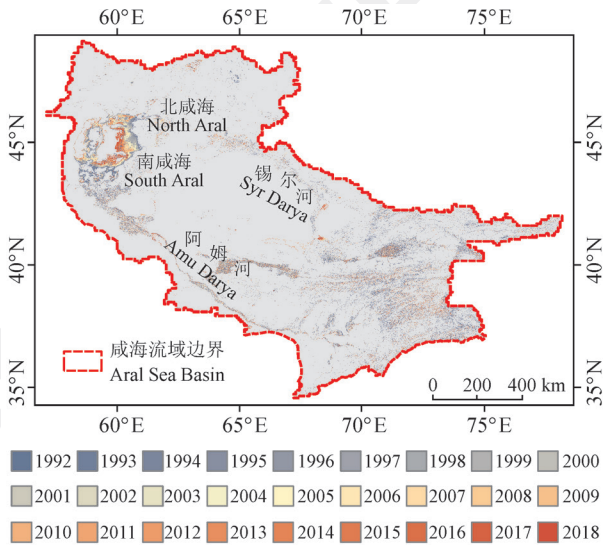 60°E 65°E 70°E 75°E
45°N
40°N
35°N
北咸海
North Aral
南咸海
South Aral
锡尔河
Syr Darya
阿姆河
Amu Darya
咸海流域边界
Aral Sea Basin
0 200 400 km
45°N
40°N
35°N
60°E 65°E 70°E 75°E
1992 1993 1994 1995 1996 1997 1998 1999 2000
2001 2002 2003 2004 2005 2006 2007 2008 2009
2010 2011 2012 2013 2014 2015 2016 2017 2018